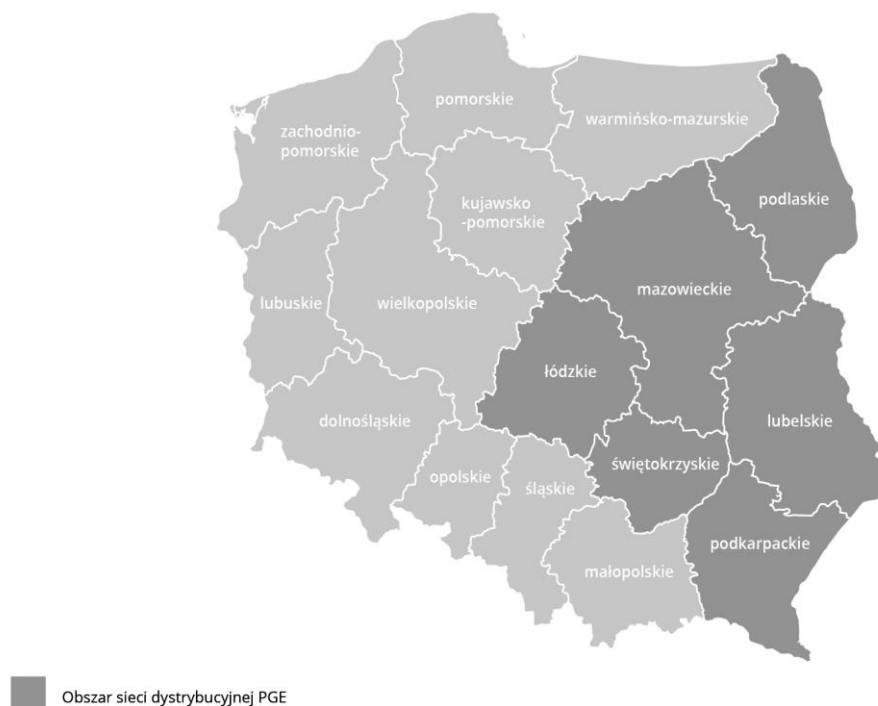 pomorskie
warmińsko-mazurskie
zachodnio-
pomorskie
podlaskie
kujawsko
-pomorskie
mazowieckie
lubuskie
wielkopolskie
łódzkie
dolnośląskie
lubelskie
świętokrzyskie
opolskie
śląskie
podkarpackie
małopolskie
Obszar sieci dystrybucyjnej PGE